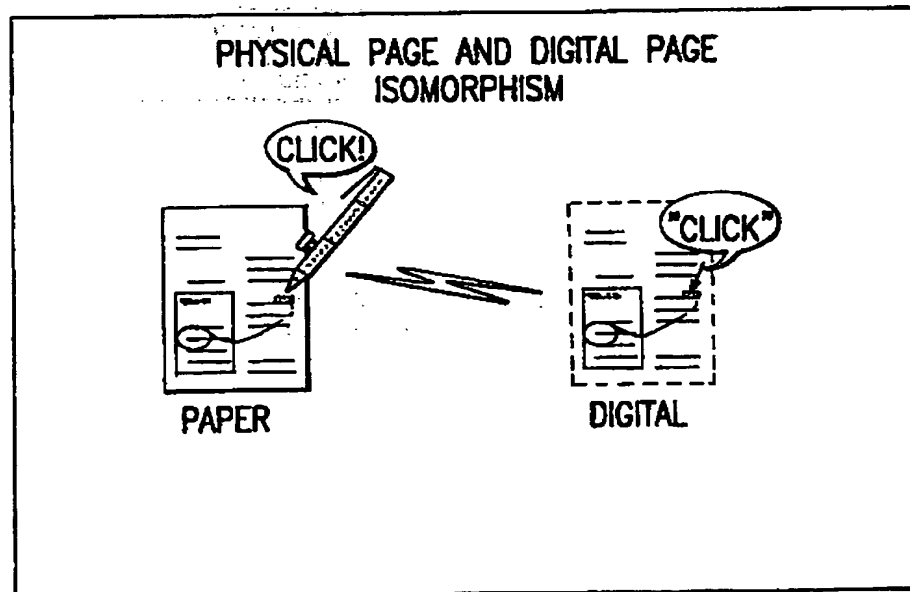 PHYSICAL PAGE AND DIGITAL PAGE
ISOMORPHISM
CLICK!
"CLICK"
PAPER
DIGITAL